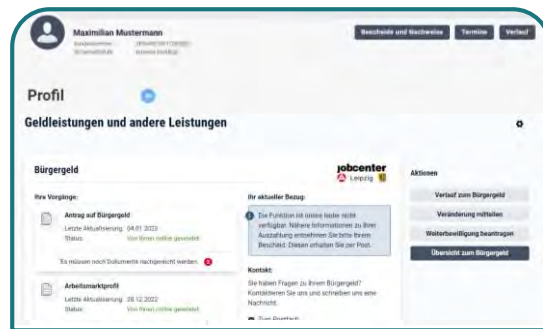 Maximilian Mustermann
Bescheide und Nachweise
Termine
Verlauf
Profil
Geldleistungen und andere Leistungen
Bürgergeld
jobcenter
Leipzig
Aktionen
Ihre Vorgänge:
Antrag auf Bürgergeld
Letzte Aktualisierung: 04.01.2023
Status: Von Ihnen online gesendet
Es müssen noch Dokumente nachgereicht werden.
Arbeitsmarktprofil
Letzte Aktualisierung: 28.12.2022
Status: Von Ihnen online gesendet
Ihr aktueller Bezug:
Die Funktion ist online leider nicht
verfügbar. Nähere Informationen zu Ihrer
Auszahlung entnehmen Sie bitte Ihrem
Bescheid. Diesen erhalten Sie per Post.
Kontakt:
Sie haben Fragen zu Ihrem Bürgergeld?
Kontaktieren Sie uns und schreiben uns eine
Nachricht.
Zum Postfach
Verlauf zum Bürgergeld
Veränderung mitteilen
Weiterbewilligung beantragen
Übersicht zum Bürgergeld